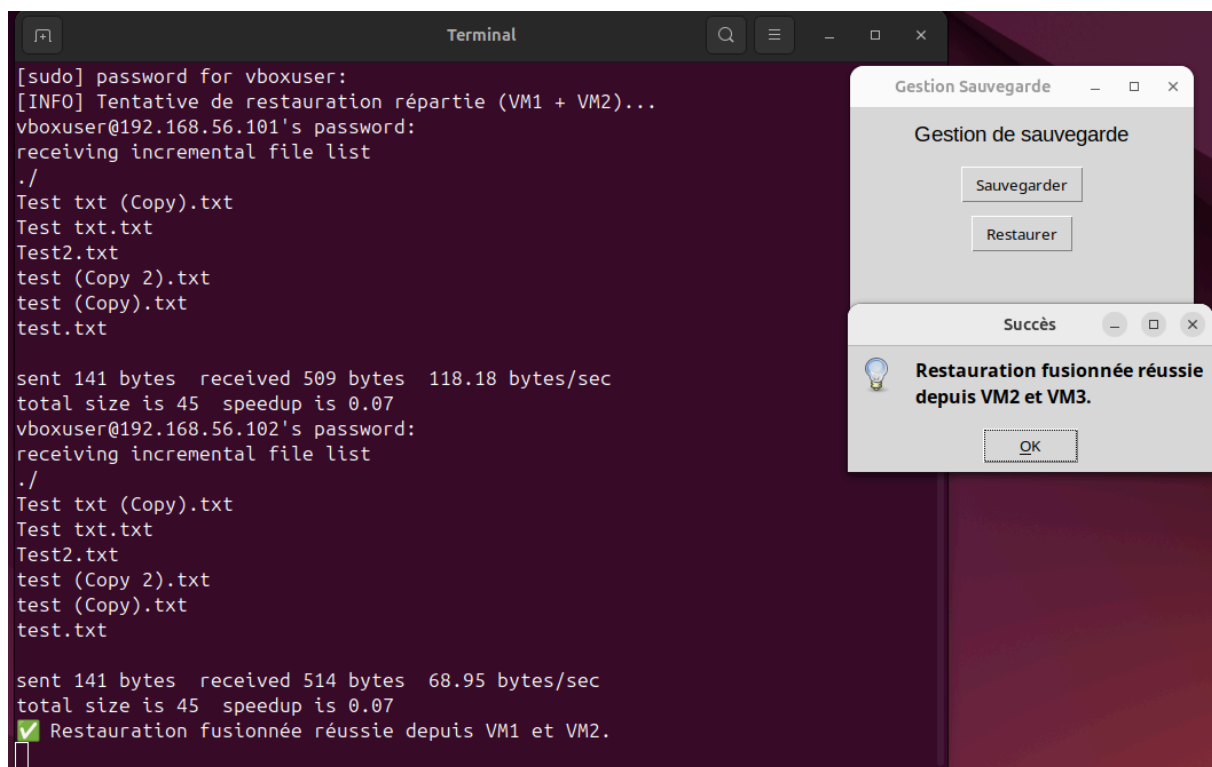 Terminal
[sudo] password for vboxuser:
[INFO] Tentative de restauration répartie (VM1 + VM2)...
vboxuser@192.168.56.101's password:
receiving incremental file list
./
Test txt (Copy).txt
Test txt.txt
Test2.txt
test (Copy 2).txt
test (Copy).txt
test.txt
sent 141 bytes  received 509 bytes  118.18 bytes/sec
total size is 45  speedup is 0.07
vboxuser@192.168.56.102's password:
receiving incremental file list
./
Test txt (Copy).txt
Test txt.txt
Test2.txt
test (Copy 2).txt
test (Copy).txt
test.txt
sent 141 bytes  received 514 bytes  68.95 bytes/sec
total size is 45  speedup is 0.07
✅ Restauration fusionnée réussie depuis VM1 et VM2.
Gestion Sauvegarde
Gestion de sauvegarde
Sauvegarder
Restaurer
Succès
Restauration fusionnée réussie
depuis VM2 et VM3.
OK